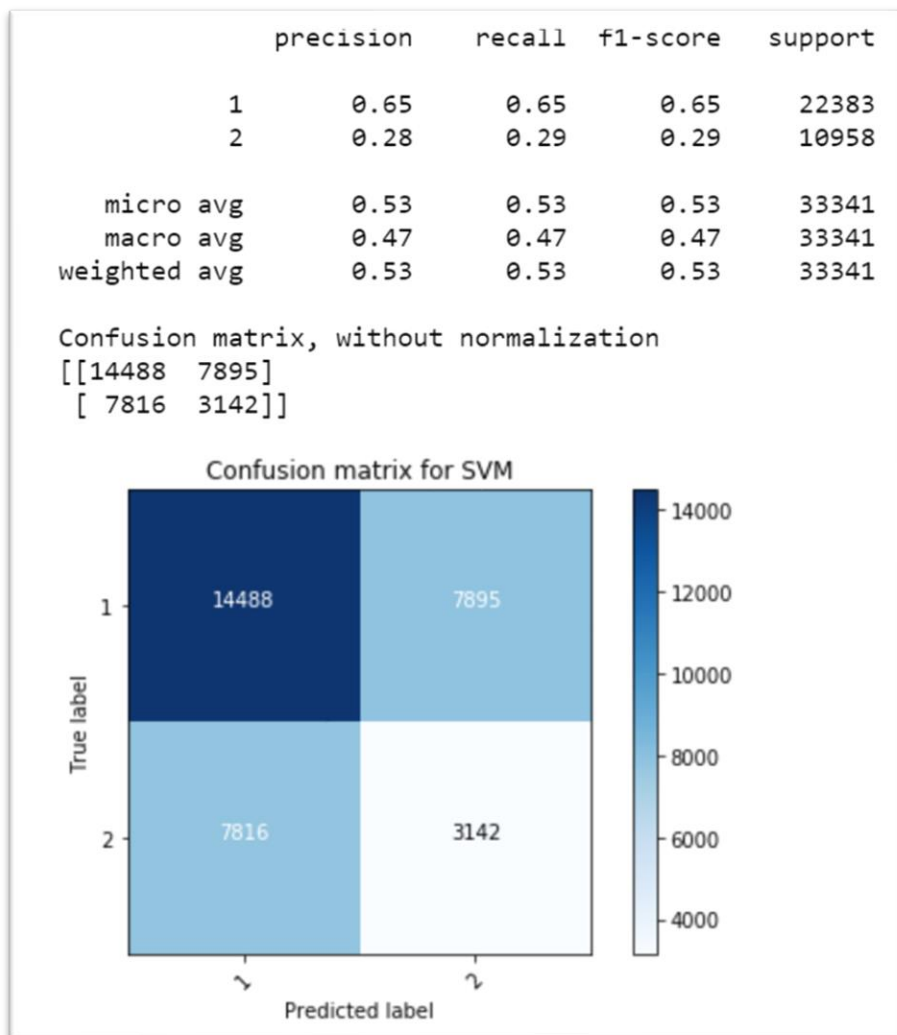 precision recall f1-score support
1 0.65 0.65 0.65 22383
2 0.28 0.29 0.29 10958
micro avg 0.53 0.53 0.53 33341
macro avg 0.47 0.47 0.47 33341
weighted avg 0.53 0.53 0.53 33341
Confusion matrix, without normalization
[[14488 7895]
[ 7816 3142]]
Confusion matrix for SVM
14000
12000
10000
8000
6000
4000
True label
1
2
14488 7895
7816 3142
1 2
Predicted label